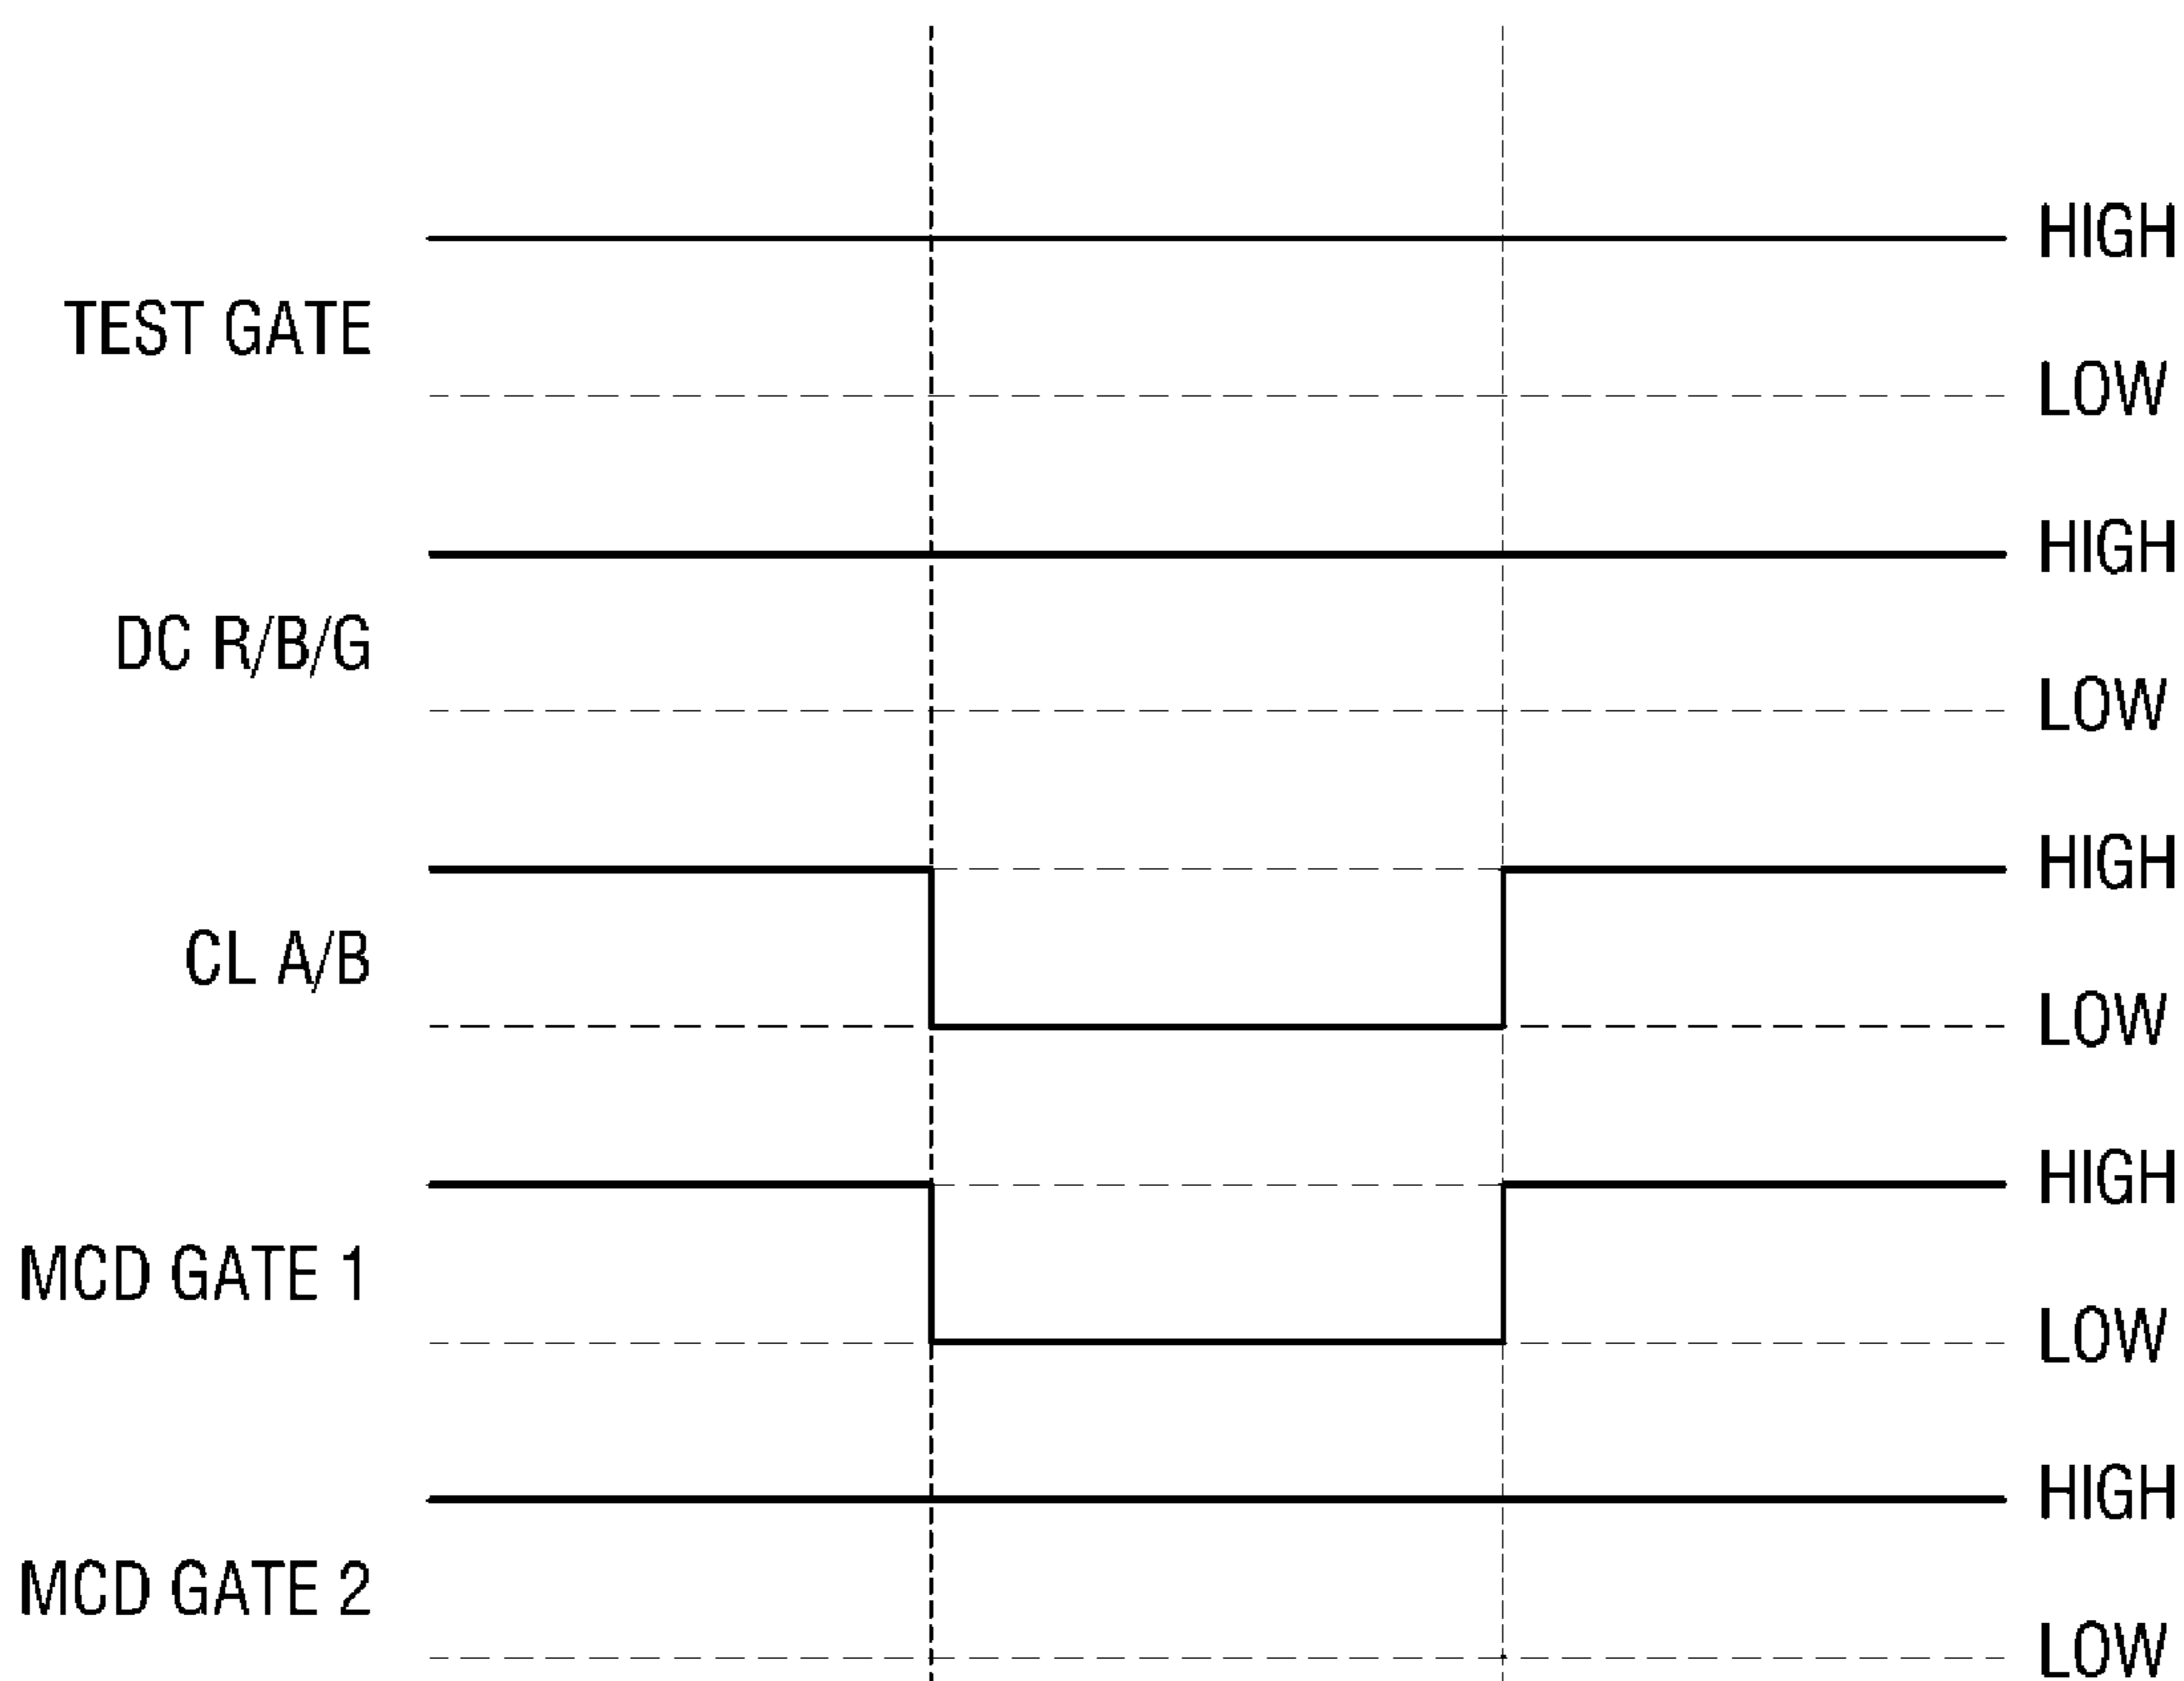 HIGH
TEST GATE
LOW
HIGH
DC R/B/G
LOW
HIGH
CL A/B
LOW
HIGH
MCD GATE 1
LOW
HIGH
MCD GATE 2
LOW